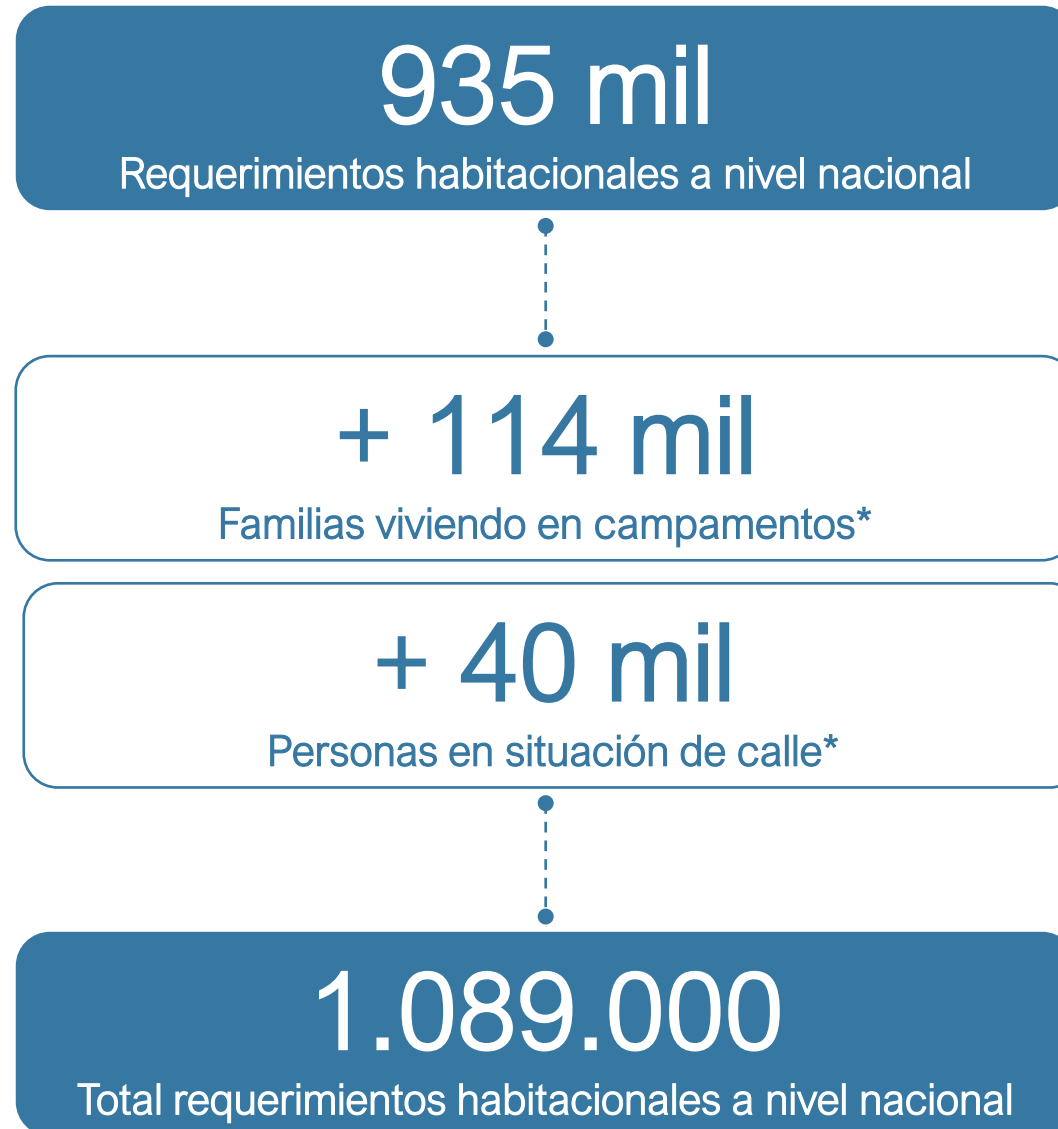 935 mil
Requerimientos habitacionales a nivel nacional
+ 114 mil
Familias viviendo en campamentos*
+ 40 mil
Personas en situación de calle*
1.089.000
Total requerimientos habitacionales a nivel nacional